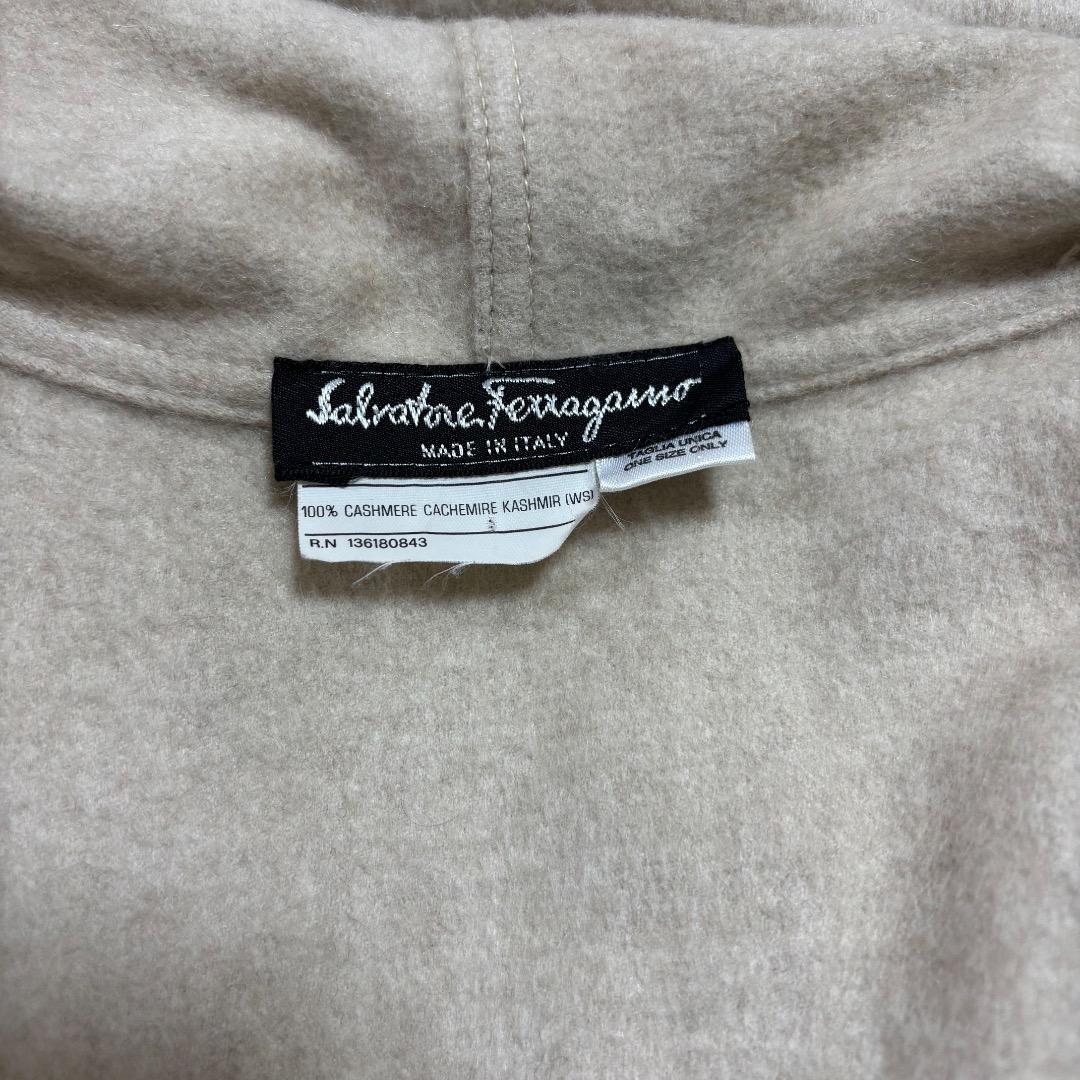 Salvatore Ferragamo
MADE IN ITALY
TAGLIA UNICA
ONE SIZE ONLY
100% CASHMERE CACHEMIRE KASHMIR (WS)
R.N 136180843